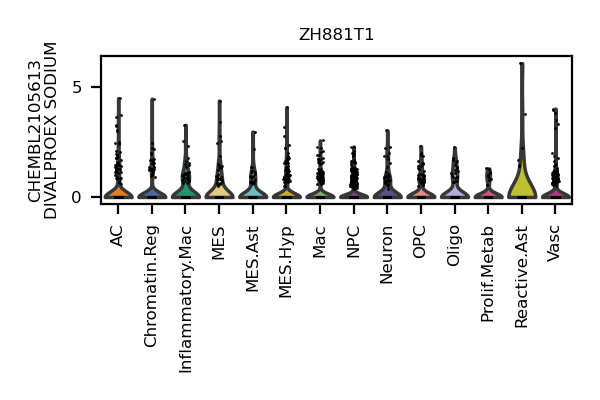 ZH881T1
CHEMBL2105613
DIVALPROEX SODIUM
5
0
AC
Chromatin.Reg
Inflammatory.Mac
MES
MES.Ast
MES.Hyp
Mac
NPC
Neuron
OPC
Oligo
Prolif.Metab
Reactive.Ast
Vasc